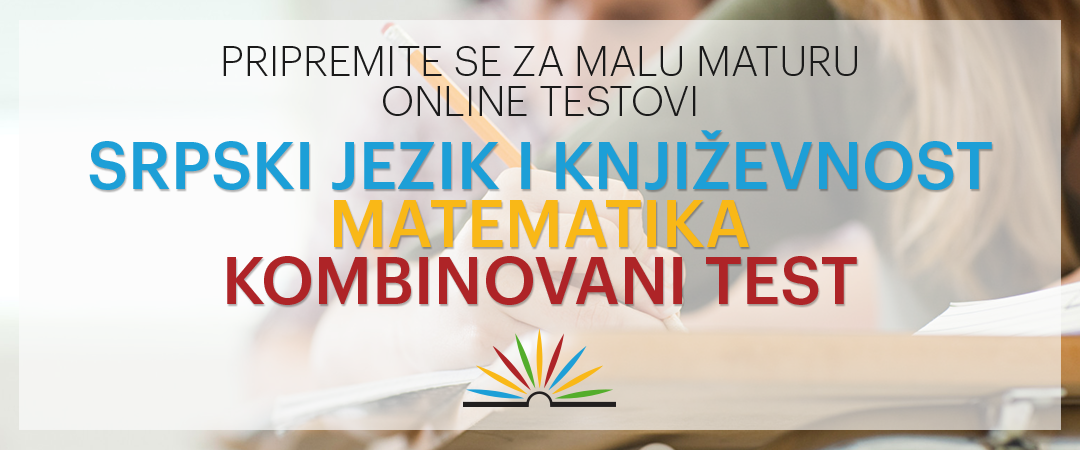 PRIPREMITE SE ZA MALU MATURU
ONLINE TESTOVI
SRPSKI JEZIK I KNJIŽEVNOST
MATEMATIKA
KOMBINOVANI TEST